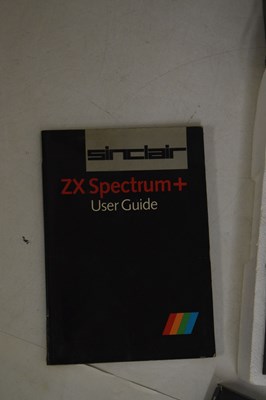 sinclair
ZX Spectrum+
User Guide